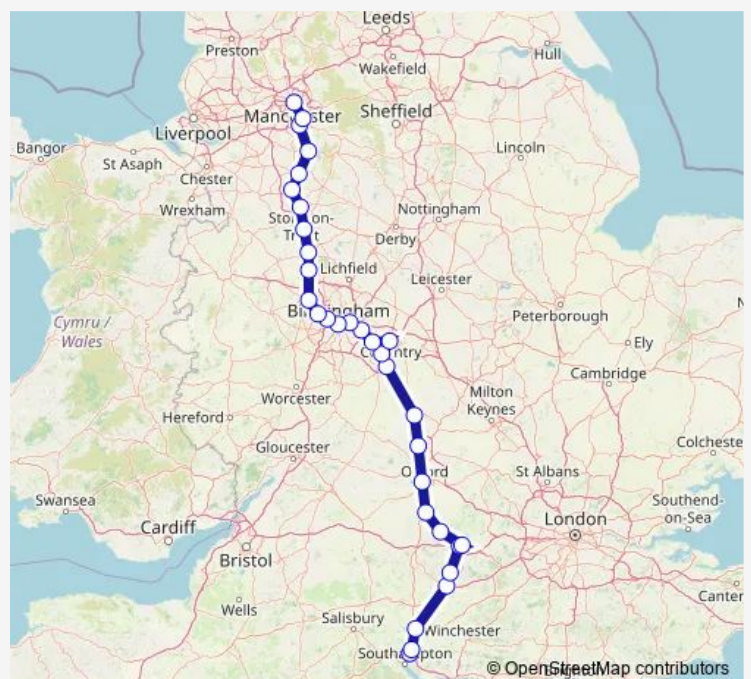 Leeds
Preston
Hull
Wakefield
Manchester
Sheffield
Liverpool
Bangor
St Asaph
Lincoln
Chester
Wrexham
Nottingham
Derby
Lichfield
Leicester
Birmingham
Peterborough
Cymru /
Wales
Ely
Cambridge
Worcester
Milton
Keynes
Hereford
Gloucester
Colcheste
St Albans
Swansea
Southend-
on-Sea
London
Cardiff
Bristol
Canter
Wells
Salisbury
Winchester
Southampton
© OpenStreetMap contributors